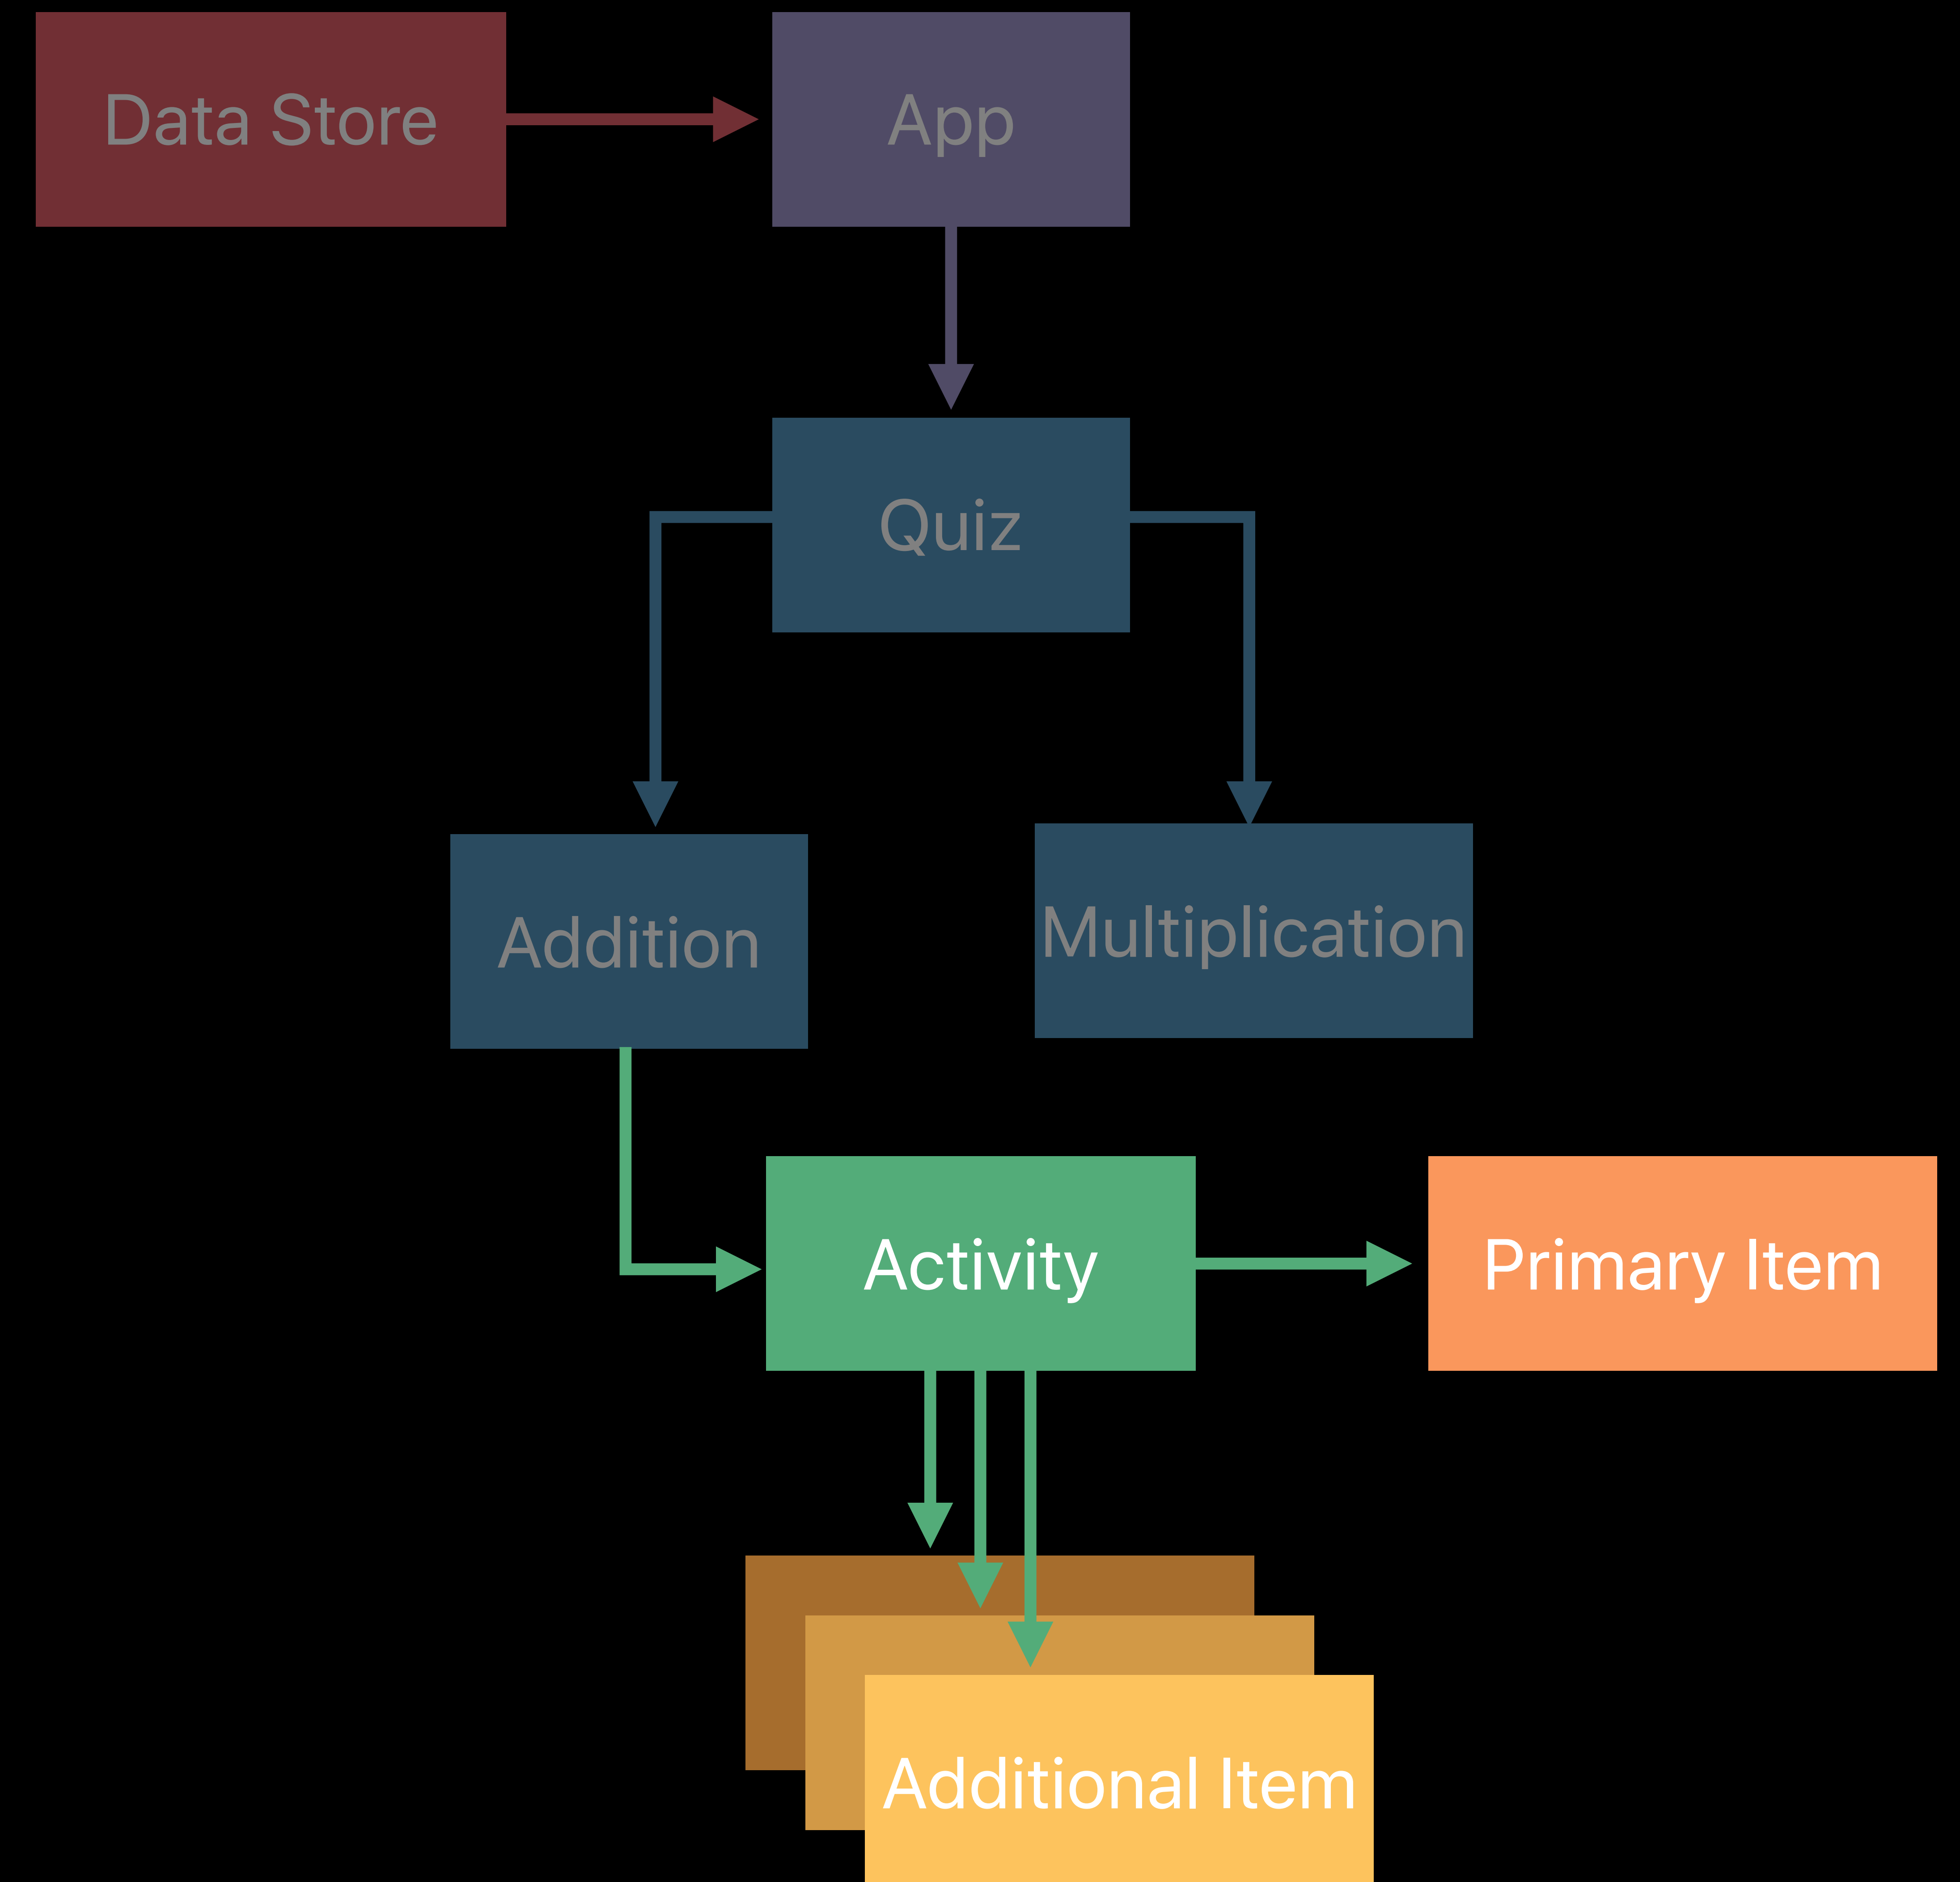 Data Store
App
Quiz
Addition
Multiplication
Activity
Primary Item
Additional Item